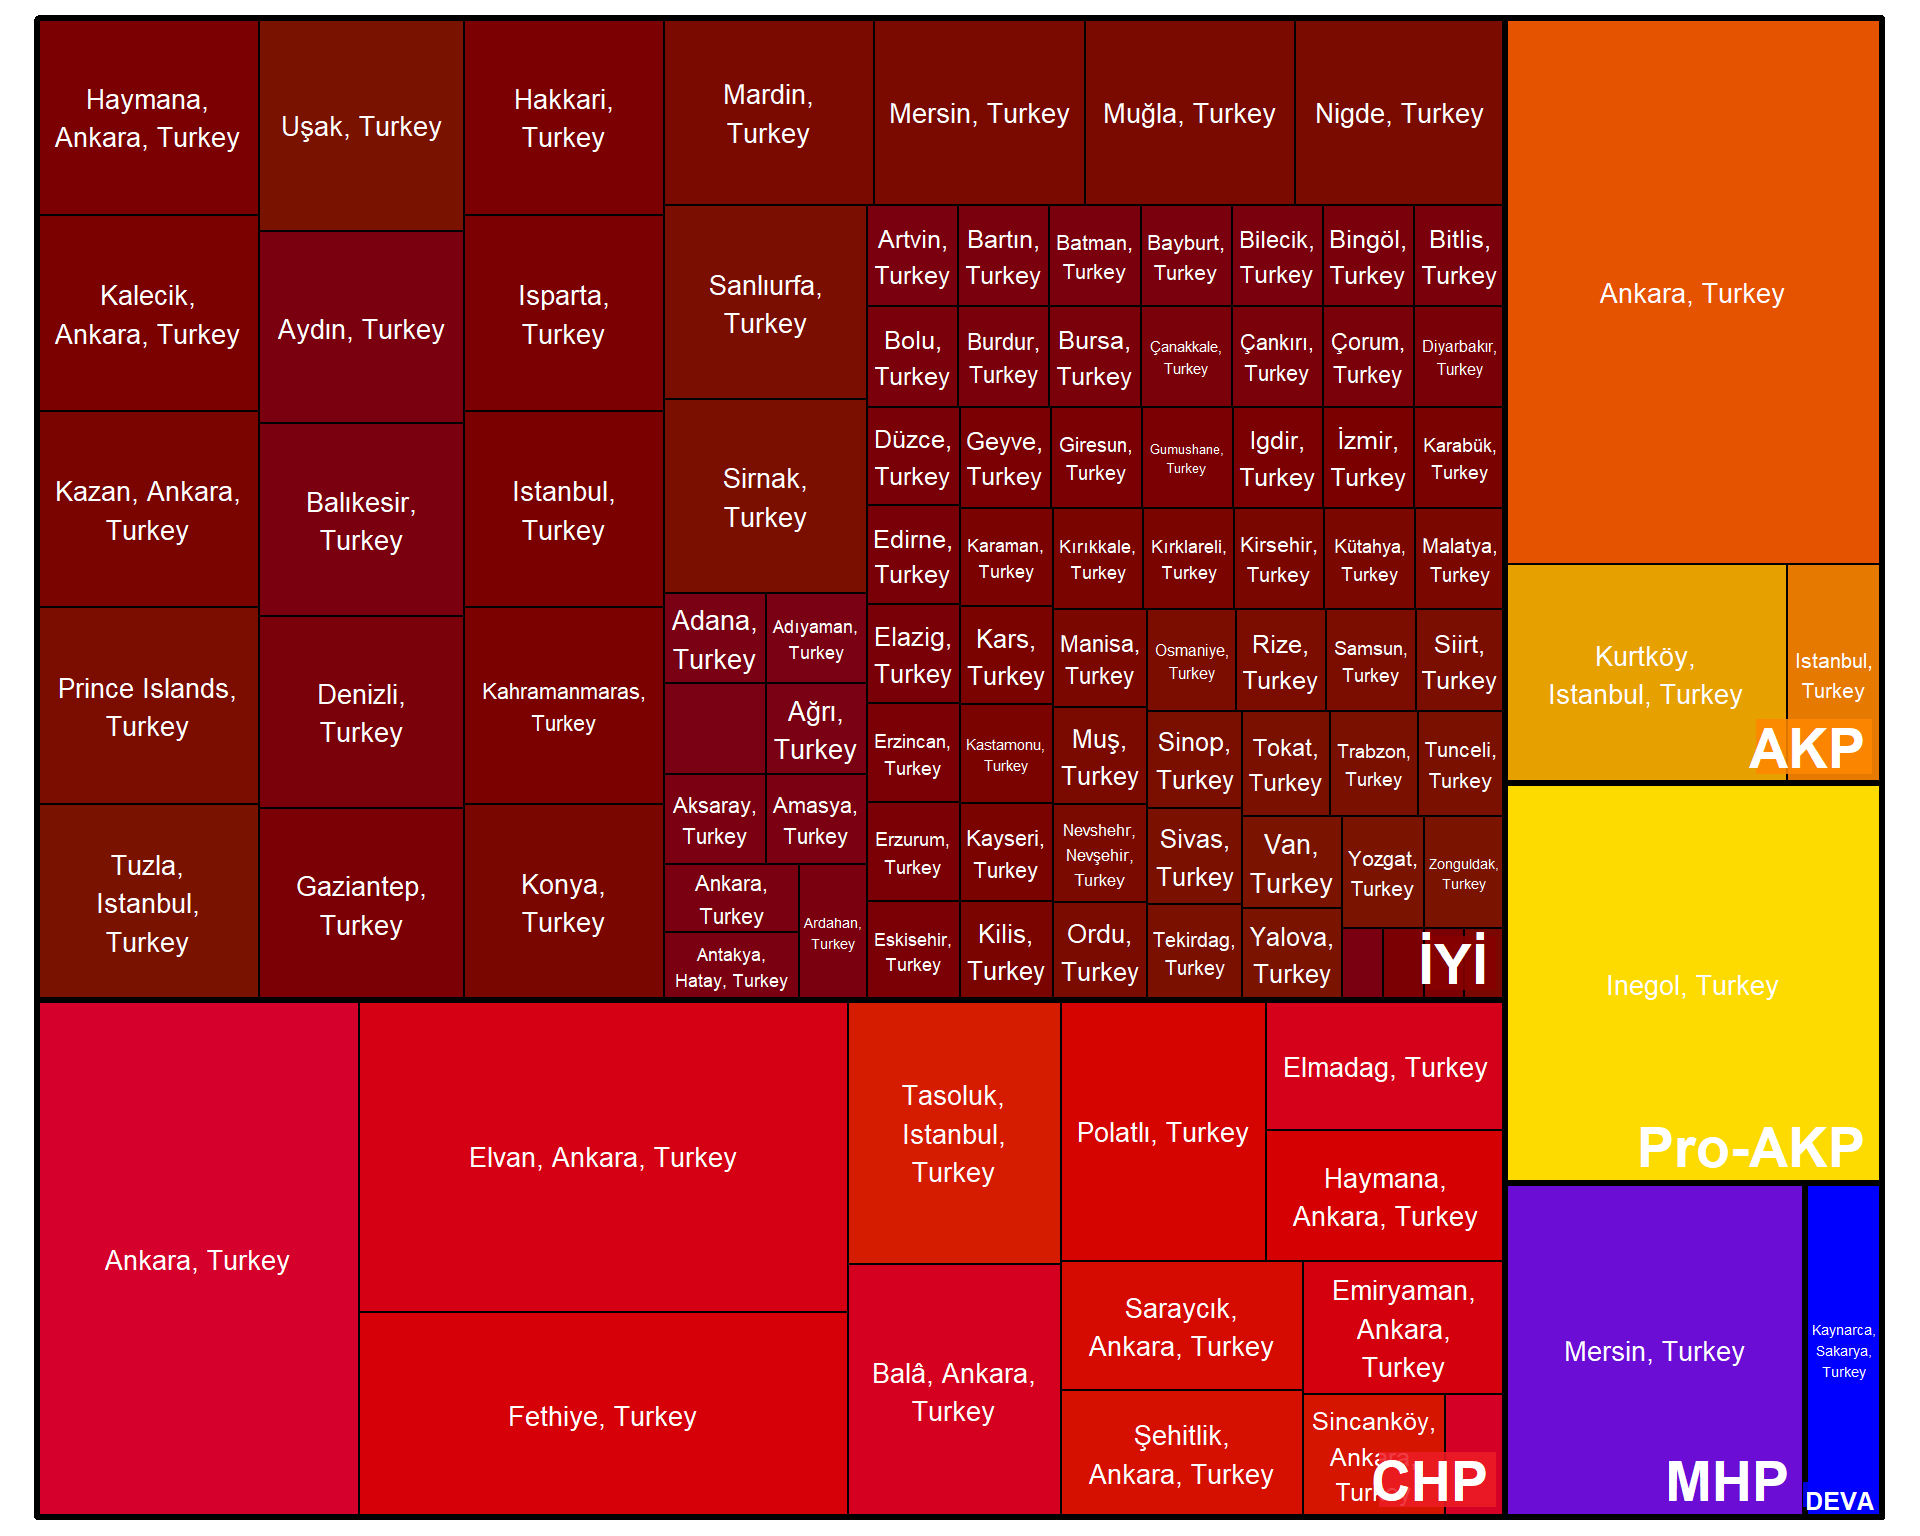 Haymana,
Ankara, Turkey
Uşak, Turkey
Hakkari,
Turkey
Mardin,
Turkey
Mersin, Turkey
Muğla, Turkey
Nigde, Turkey
Kalecik,
Ankara, Turkey
Aydın, Turkey
Isparta,
Turkey
Sanlıurfa,
Turkey
Kazan, Ankara,
Turkey
Balıkesir,
Turkey
Istanbul,
Turkey
Sirnak,
Turkey
Prince Islands,
Turkey
Denizli,
Turkey
Kahramanmaras,
Turkey
Tuzla,
Istanbul,
Turkey
Gaziantep,
Turkey
Konya,
Turkey
Adana,
Turkey
Adıyaman,
Turkey
Ağrı,
Turkey
Aksaray,
Turkey
Amasya,
Turkey
Ankara,
Turkey
Antakya,
Hatay, Turkey
Ardahan,
Turkey
Artvin,
Turkey
Bartın,
Turkey
Batman,
Turkey
Bayburt,
Turkey
Bilecik,
Turkey
Bingöl,
Turkey
Bitlis,
Turkey
Bolu,
Turkey
Burdur,
Turkey
Bursa,
Turkey
Çanakkale,
Turkey
Çankırı,
Turkey
Çorum,
Turkey
Diyarbakır,
Turkey
Düzce,
Turkey
Geyve,
Turkey
Giresun,
Turkey
Gumushane,
Turkey
Igdir,
Turkey
İzmir,
Turkey
Karabük,
Turkey
Edirne,
Turkey
Karaman,
Turkey
Kırıkkale,
Turkey
Kırklareli,
Turkey
Kirsehir,
Turkey
Kütahya,
Turkey
Malatya,
Turkey
Elazig,
Turkey
Kars,
Turkey
Manisa,
Turkey
Osmaniye,
Turkey
Rize,
Turkey
Samsun,
Turkey
Siirt,
Turkey
Erzincan,
Turkey
Kastamonu,
Turkey
Muş,
Turkey
Sinop,
Turkey
Tokat,
Turkey
Trabzon,
Turkey
Tunceli,
Turkey
Erzurum,
Turkey
Kayseri,
Turkey
Nevshehr,
Nevşehir,
Turkey
Sivas,
Turkey
Van,
Turkey
Yozgat,
Turkey
Zonguldak,
Turkey
Eskisehir,
Turkey
Kilis,
Turkey
Ordu,
Turkey
Tekirdag,
Turkey
Yalova,
Turkey
İYİ
Ankara, Turkey
Kurtköy,
Istanbul, Turkey
Istanbul,
Turkey
AKP
Inegol, Turkey
Pro-AKP
Ankara, Turkey
Elvan, Ankara, Turkey
Fethiye, Turkey
Tasoluk,
Istanbul,
Turkey
Balâ, Ankara,
Turkey
Polatlı, Turkey
Elmadag, Turkey
Haymana,
Ankara, Turkey
Saraycık,
Ankara, Turkey
Emiryaman,
Ankara,
Turkey
Şehitlik,
Ankara, Turkey
Sincanköy,
Ankara,
Turkey
CHP
Mersin, Turkey
MHP
Kaynarca,
Sakarya,
Turkey
DEVA